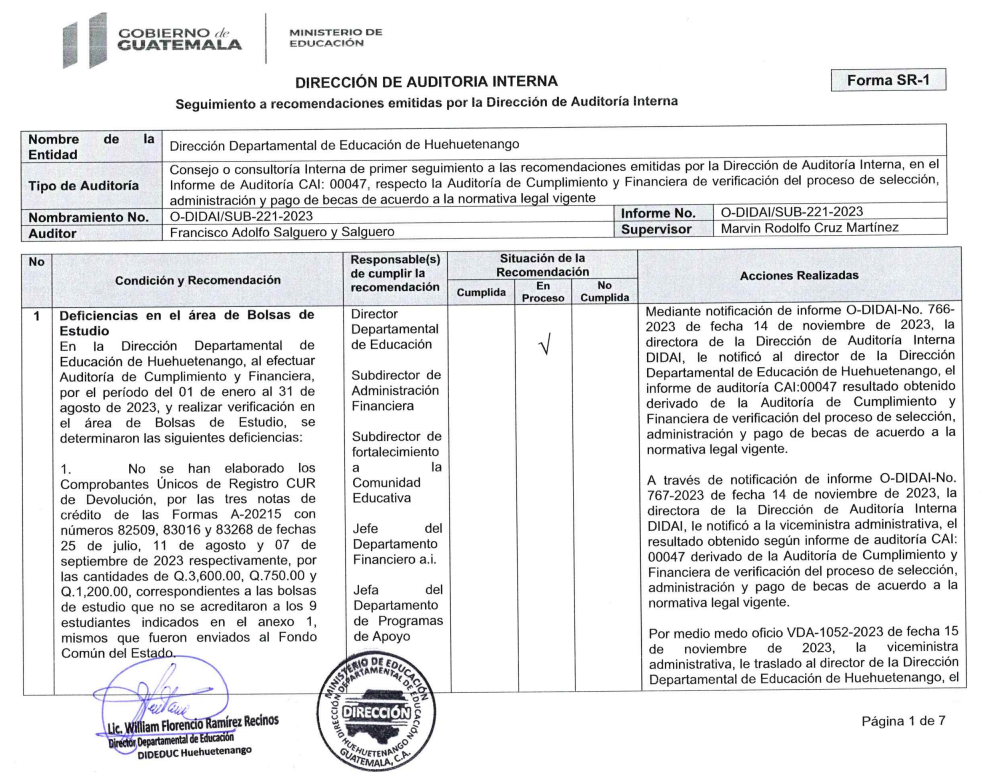 GOBIERNO de
GUATEMALA
MINISTERIO DE
EDUCACIÓN
DIRECCIÓN DE AUDITORIA INTERNA
Forma SR-1
Seguimiento a recomendaciones emitidas por la Dirección de Auditoría Interna
Nombre de la
Entidad
Dirección Departamental de Educación de Huehuetenango
Tipo de Auditoría
Consejo o consultoría Interna de primer seguimiento a las recomendaciones emitidas por la Dirección de Auditoría Interna, en el
Informe de Auditoría CAI: 00047, respecto la Auditoría de Cumplimiento y Financiera de verificación del proceso de selección,
administración y pago de becas de acuerdo a la normativa legal vigente
Nombramiento No.
O-DIDAI/SUB-221-2023
Informe No.
O-DIDAI/SUB-221-2023
Auditor
Francisco Adolfo Salguero y Salguero
Supervisor
Marvin Rodolfo Cruz Martínez
No
Condición y Recomendación
Responsable(s)
de cumplir la
recomendación
Situación de la
Recomendación
Cumplida
En
Proceso
No
Cumplida
Acciones Realizadas
1
Deficiencias en el área de Bolsas de
Estudio
En la Dirección Departamental de
Educación de Huehuetenango, al efectuar
Auditoría de Cumplimiento y Financiera,
por el período del 01 de enero al 31 de
agosto de 2023, y realizar verificación en
el área de Bolsas de Estudio, se
determinaron las siguientes deficiencias:
1. No se han elaborado los
Comprobantes Únicos de Registro CUR
de Devolución, por las tres notas de
crédito de las Formas A-20215 con
números 82509, 83016 y 83268 de fechas
25 de julio, 11 de agosto y 07 de
septiembre de 2023 respectivamente, por
las cantidades de Q.3,600.00, Q.750.00 y
Q.1,200.00, correspondientes a las bolsas
de estudio que no se acreditaron a los 9
estudiantes indicados en el anexo 1,
mismos que fueron enviados al Fondo
Común del Estado.
Director
Departamental
de Educación
Subdirector de
Administración
Financiera
Subdirector de
fortalecimiento
a la
Comunidad
Educativa
Jefe del
Departamento
Financiero a.i.
Jefa del
Departamento
de Programas
de Apoyo
√
Mediante notificación de informe O-DIDAI-No. 766-
2023 de fecha 14 de noviembre de 2023, la
directora de la Dirección de Auditoría Interna
DIDAI, le notificó al director de la Dirección
Departamental de Educación de Huehuetenango, el
informe de auditoría CAI:00047 resultado obtenido
derivado de la Auditoría de Cumplimiento y
Financiera de verificación del proceso de selección,
administración y pago de becas de acuerdo a la
normativa legal vigente.
A través de notificación de informe O-DIDAI-No.
767-2023 de fecha 14 de noviembre de 2023, la
directora de la Dirección de Auditoría Interna
DIDAI, le notificó a la viceministra administrativa, el
resultado obtenido según informe de auditoría CAI:
00047 derivado de la Auditoría de Cumplimiento y
Financiera de verificación del proceso de selección,
administración y pago de becas de acuerdo a la
normativa legal vigente.
Por medio medo oficio VDA-1052-2023 de fecha 15
de noviembre de 2023, la viceministra
administrativa, le traslado al director de la Dirección
Departamental de Educación de Huehuetenango, el
Lic. William Florencio Ramírez Recinos
Director Departamental de Educación
DIDEDUC Huehuetenango
MINISTERIO DE EDUCACIÓN
DIRECCIÓN DEPARTAMENTAL DE EDUCACIÓN
DIRECCIÓN
HUEHUETENANGO
GUATEMALA, C.A.
Página 1 de 7